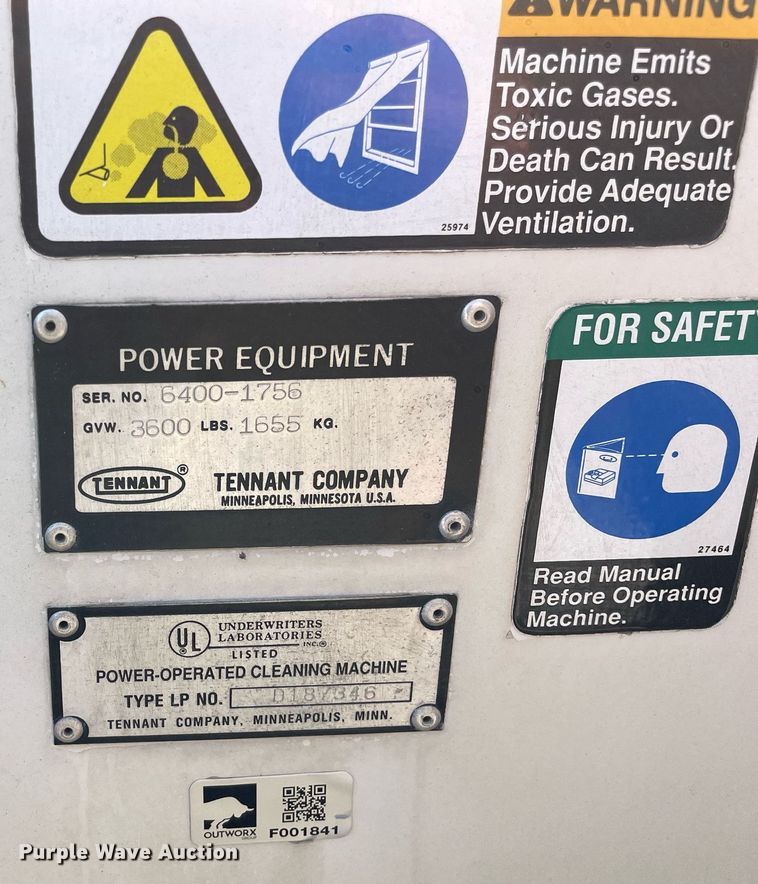 WARNING
Machine Emits
Toxic Gases.
Serious Injury Or
Death Can Result.
Provide Adequate
Ventilation.
25974
POWER EQUIPMENT
SER. NO. 6400-1756
GVW. 3600 LBS. 1655 KG.
TENNANT® TENNANT COMPANY
MINNEAPOLIS, MINNESOTA U.S.A.
FOR SAFETY
27464
Read Manual
Before Operating
Machine.
UL UNDERWRITERS
LABORATORIES
INC.®
LISTED
POWER-OPERATED CLEANING MACHINE
TYPE LP NO. D187346
TENNANT COMPANY, MINNEAPOLIS, MINN.
OUTWORX
F001841
Purple Wave Auction